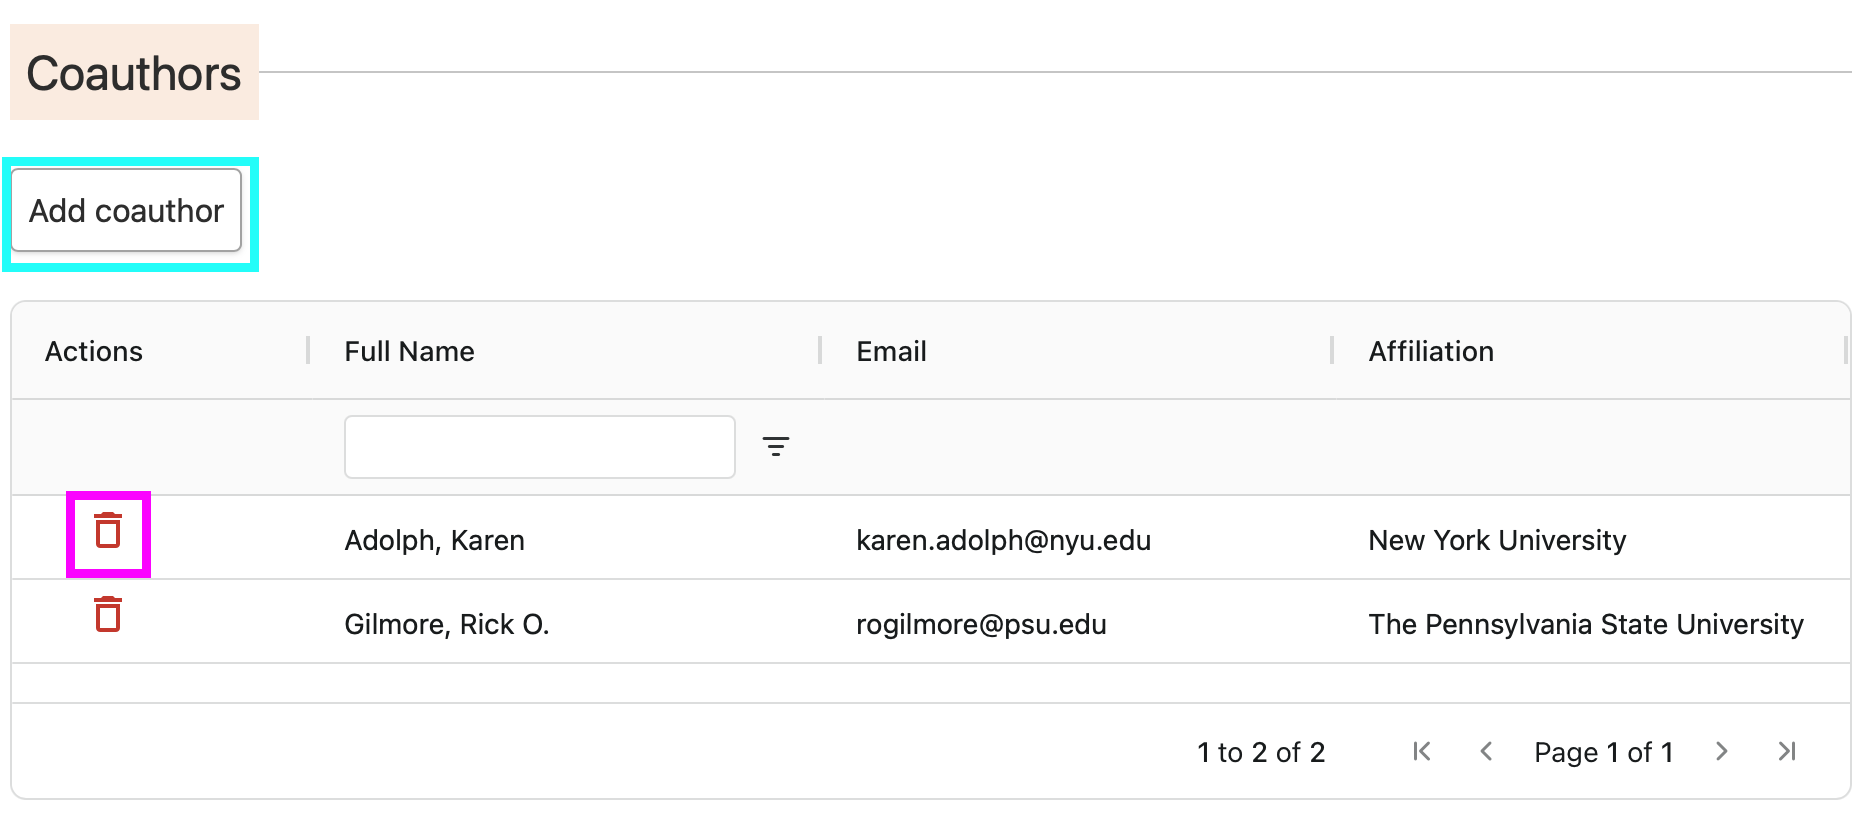 Coauthors
Add coauthor
Actions Full Name Email Affiliation
Adolph, Karen karen.adolph@nyu.edu New York University
Gilmore, Rick O. rogilmore@psu.edu The Pennsylvania State University
1 to 2 of 2 Page 1 of 1